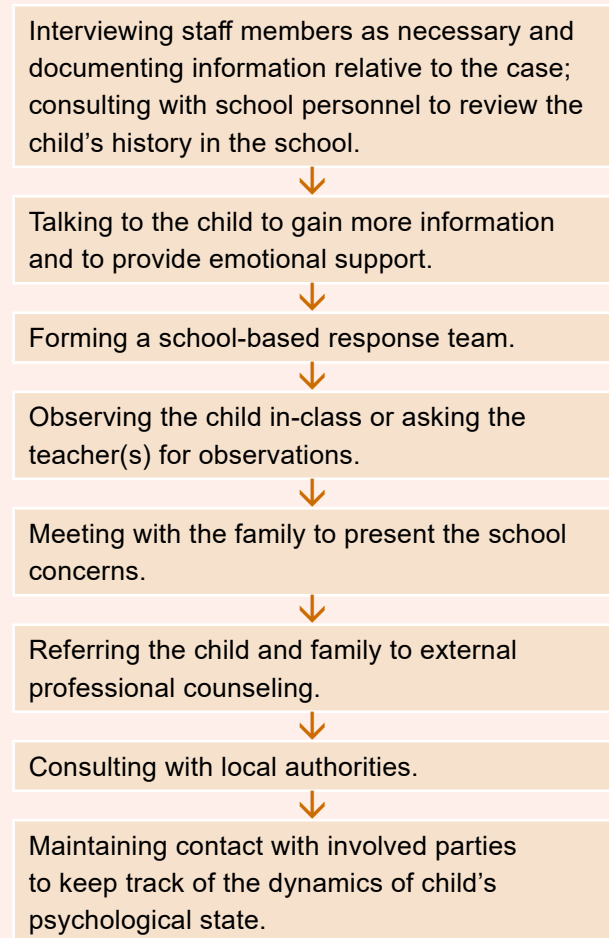 Interviewing staff members as necessary and
documenting information relative to the case;
consulting with school personnel to review the
child’s history in the school.
Talking to the child to gain more information
and to provide emotional support.
Forming a school-based response team.
Observing the child in-class or asking the
teacher(s) for observations.
Meeting with the family to present the school
concerns.
Referring the child and family to external
professional counseling.
Consulting with local authorities.
Maintaining contact with involved parties
to keep track of the dynamics of child’s
psychological state.